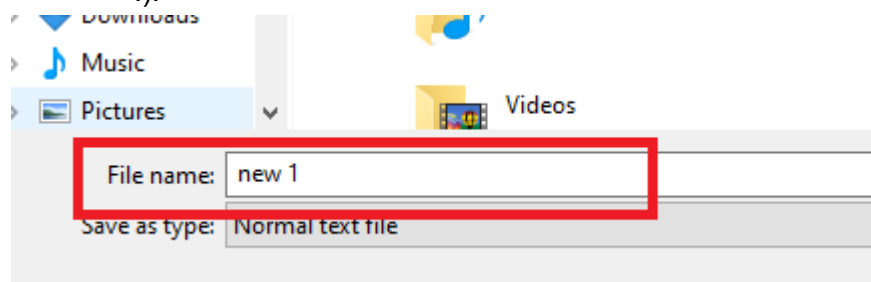 Downloads
Music
Pictures
Videos
File name: new 1
Save as type: Normal text file